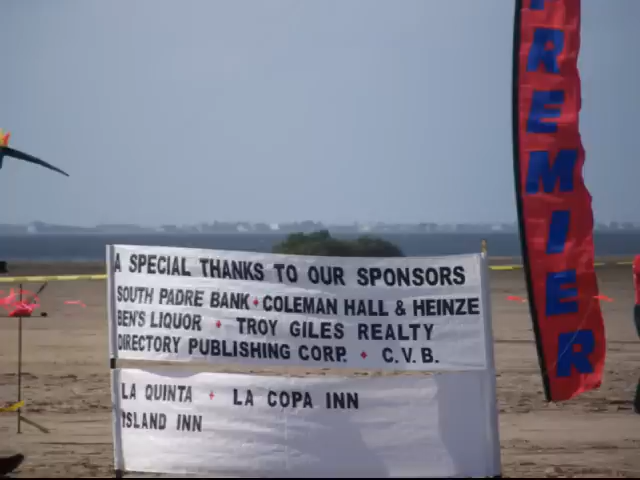 A SPECIAL THANKS TO OUR SPONSORS
SOUTH PADRE BANK ♦ COLEMAN HALL & HEINZE
BEN'S LIQUOR ♦ TROY GILES REALTY
DIRECTORY PUBLISHING CORP. ♦ C.V.B.
LA QUINTA ♦ LA COPA INN
ISLAND INN
PREMIER